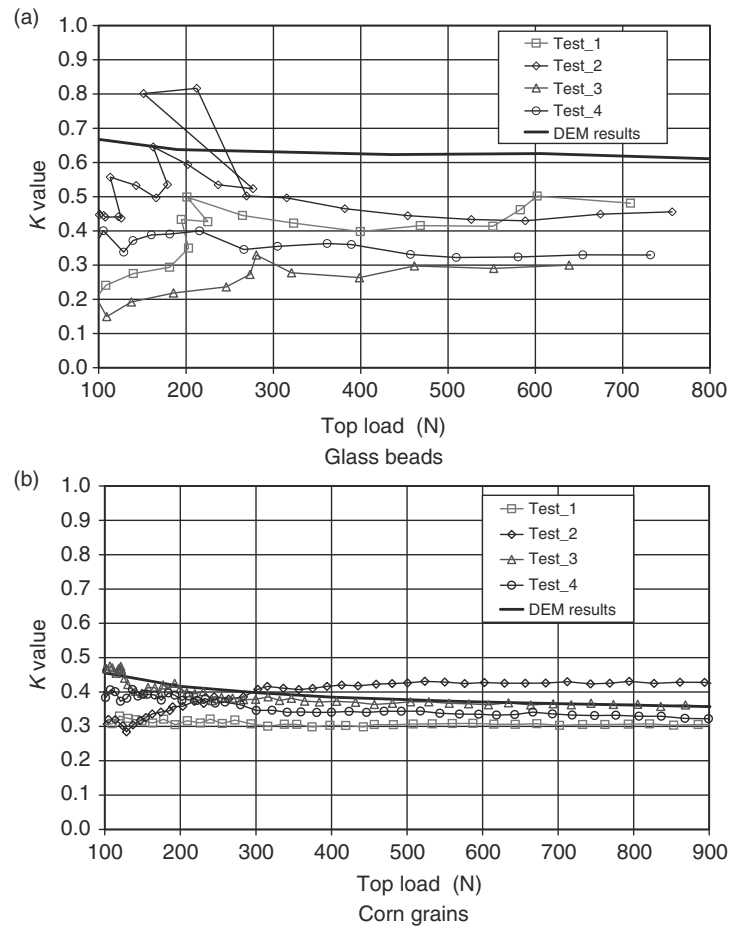 (a)
1.0
0.9
0.8
0.7
0.6
0.5
0.4
0.3
0.2
0.1
0.0
K value
Test_1
Test_2
Test_3
Test_4
DEM results
100 200 300 400 500 600 700 800
Top load (N)
Glass beads
(b)
1.0
0.9
0.8
0.7
0.6
0.5
0.4
0.3
0.2
0.1
0.0
K value
Test_1
Test_2
Test_3
Test_4
DEM results
100 200 300 400 500 600 700 800 900
Top load (N)
Corn grains